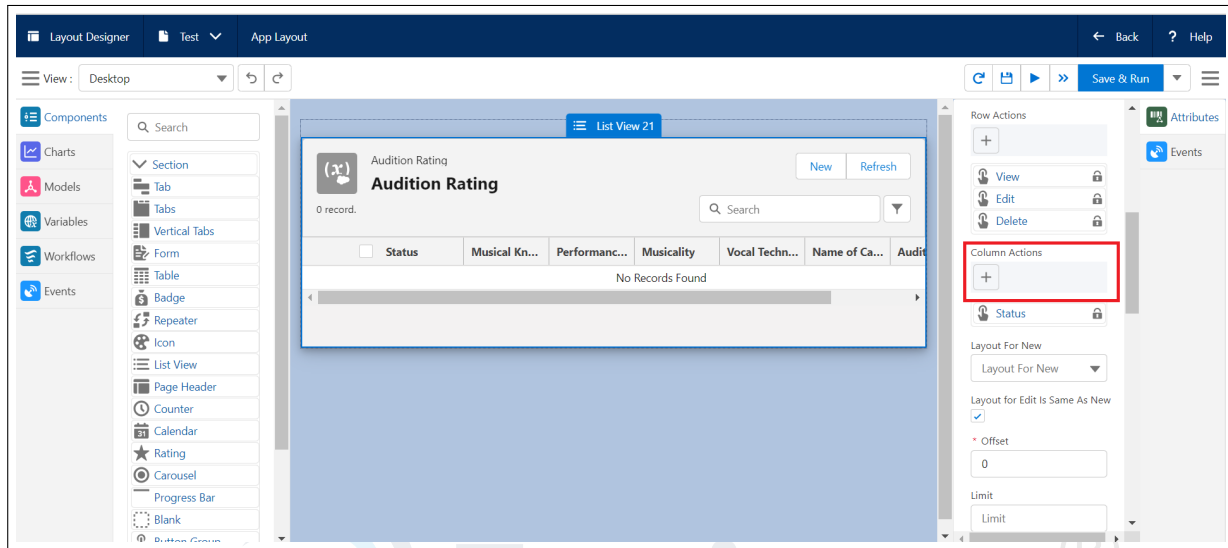 Layout Designer Test App Layout Back ? Help
View : Desktop Save & Run
Components
Charts
Models
Variables
Workflows
Events
Search
Section
Tab
Tabs
Vertical Tabs
Form
Table
Badge
Repeater
Icon
List View
Page Header
Counter
31 Calendar
Rating
Carousel
Progress Bar
Blank
Button Group
List View 21
(x)
Audition Rating
Audition Rating
New Refresh
0 record.
Search
Status Musical Kn... Performanc... Musicality Vocal Techn... Name of Ca... Audit
No Records Found
Row Actions
+
View
Edit
Delete
Column Actions
+
Status
Layout For New
Layout For New
Layout for Edit Is Same As New
* Offset
0
Limit
Limit
Attributes
Events